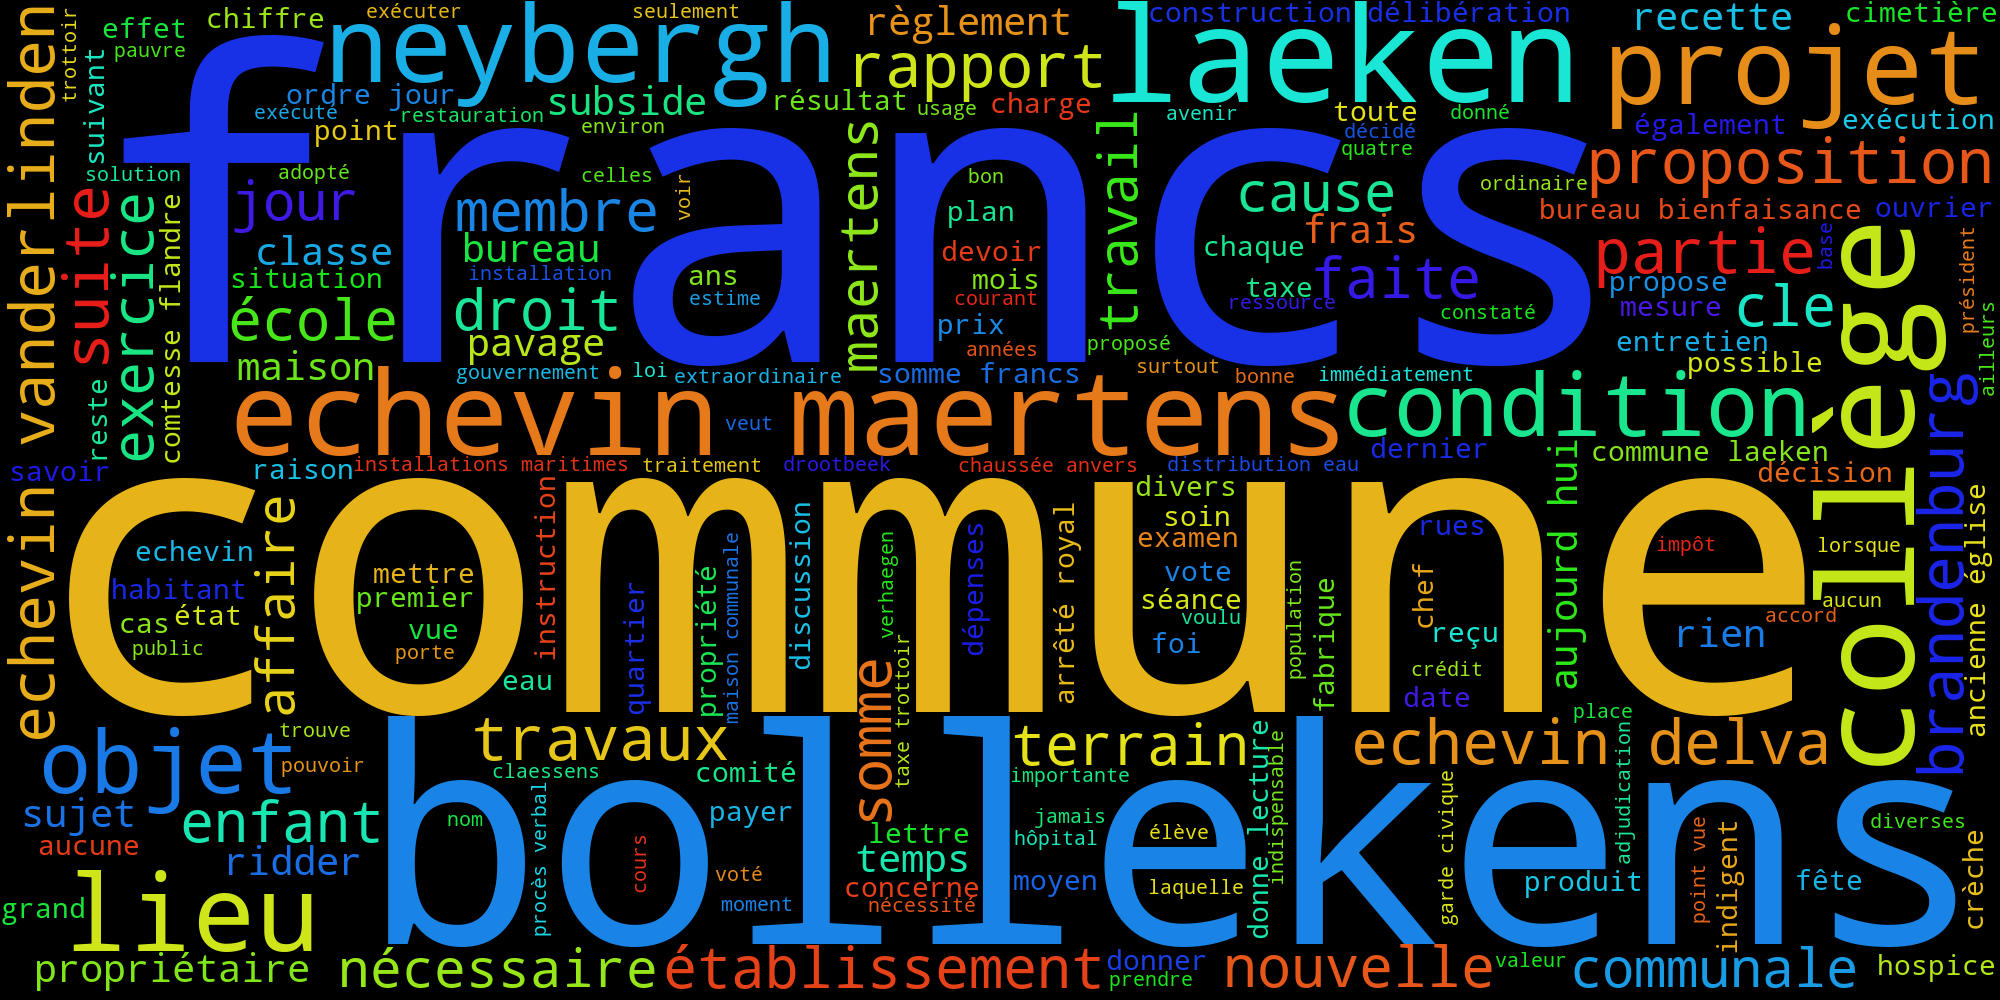 exécuter
seulement
chiffre
effet
pauvre
trottoir
neybergh
règlement
rapport
laeken
construction
délibération
recette
cimetière
projet
vanderlinden
suivant
francs
ordre jour
subside
résultat
usage
charge
avenir
toute
donné
exécuté
restauration
environ
point
décidé
quatre
également
exécution
solution
adopté
celles
voir
bon
ordinaire
proposition
suite
exercice
comtesse flandre
jour
membre
maertens
plan
travail
cause
frais
bureau bienfaisance
ouvrier
classe
bureau
devoir
chaque
partie
base
président
situation
installation
ans
mois
taxe
faite
propose
école
droit
estime
courant
ressource
constaté
mesure
cle
collège
maison
pavage
prix
années
proposé
entretien
possible
ailleurs
gouvernement
loi
extraordinaire
somme francs
surtout
bonne
immédiatement
reste
echevin maertens
condition
brandenburg
veut
dernier
commune laeken
savoir
raison
installations maritimes
traitement
drootbeek
chaussée anvers
distribution eau
aujourd hui
décision
echevin
affaire
commune
instruction
discussion
divers
soin
examen
rues
impôt
lorsque
ancienne église
echevin
habitant
cas
état
public
mettre
premier
vue
porte
quartier
propriété
maison communale
verhaegen
dépenses
arrêté royal
vote
séance
voulu
foi
population
fabrique
chef
reçu
crédit
date
rien
accord
aucun
eau
somme
taxe trottoir
place
objet
trouve
pouvoir
travaux
claessens
comité
terrain
importante
echevin delva
sujet
enfant
bollekens
procès verbal
payer
lettre
jamais
hôpital
donne lecture
indispensable
garde civique
adjudication
diverses
aucune
ridder
nom
cours
temps
élève
point vue
indigent
crèche
grand
lieu
voté
moment
concerne
nécessité
moyen
laquelle
produit
fête
propriétaire
nécessaire
établissement
donner
prendre
nouvelle
valeur
communale
hospice